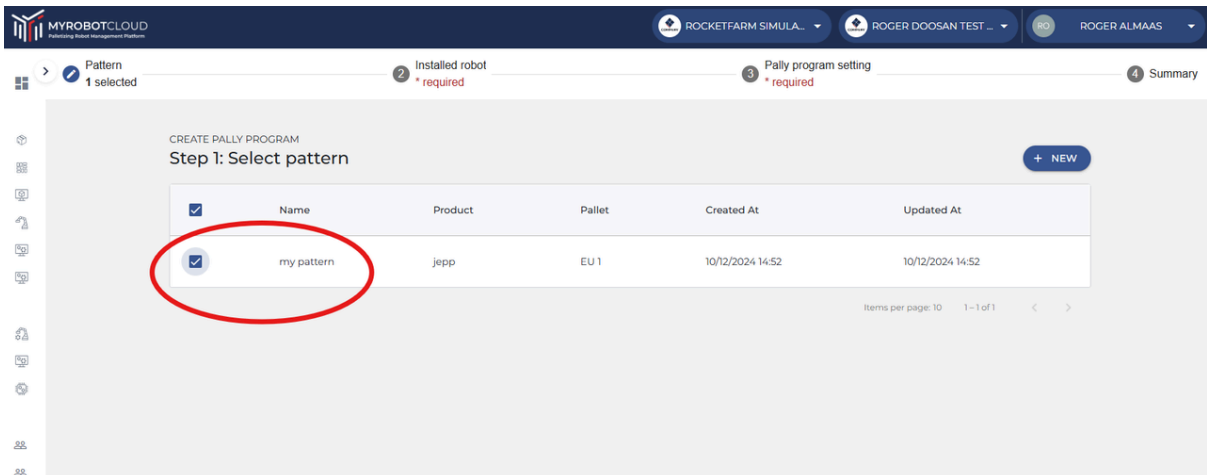 MYROBOTCLOUD
Palletizing Robot Management Platform
ROCKETFARM SIMULA...
ROGER DOOSAN TEST ...
RO
ROGER ALMAAS
Pattern
1 selected
2
Installed robot
* required
3
Pally program setting
* required
4
Summary
CREATE PALLY PROGRAM
Step 1: Select pattern
+ NEW
Name Product Pallet Created At Updated At
my pattern jepp EU 1 10/12/2024 14:52 10/12/2024 14:52
Items per page: 10 1 – 1 of 1